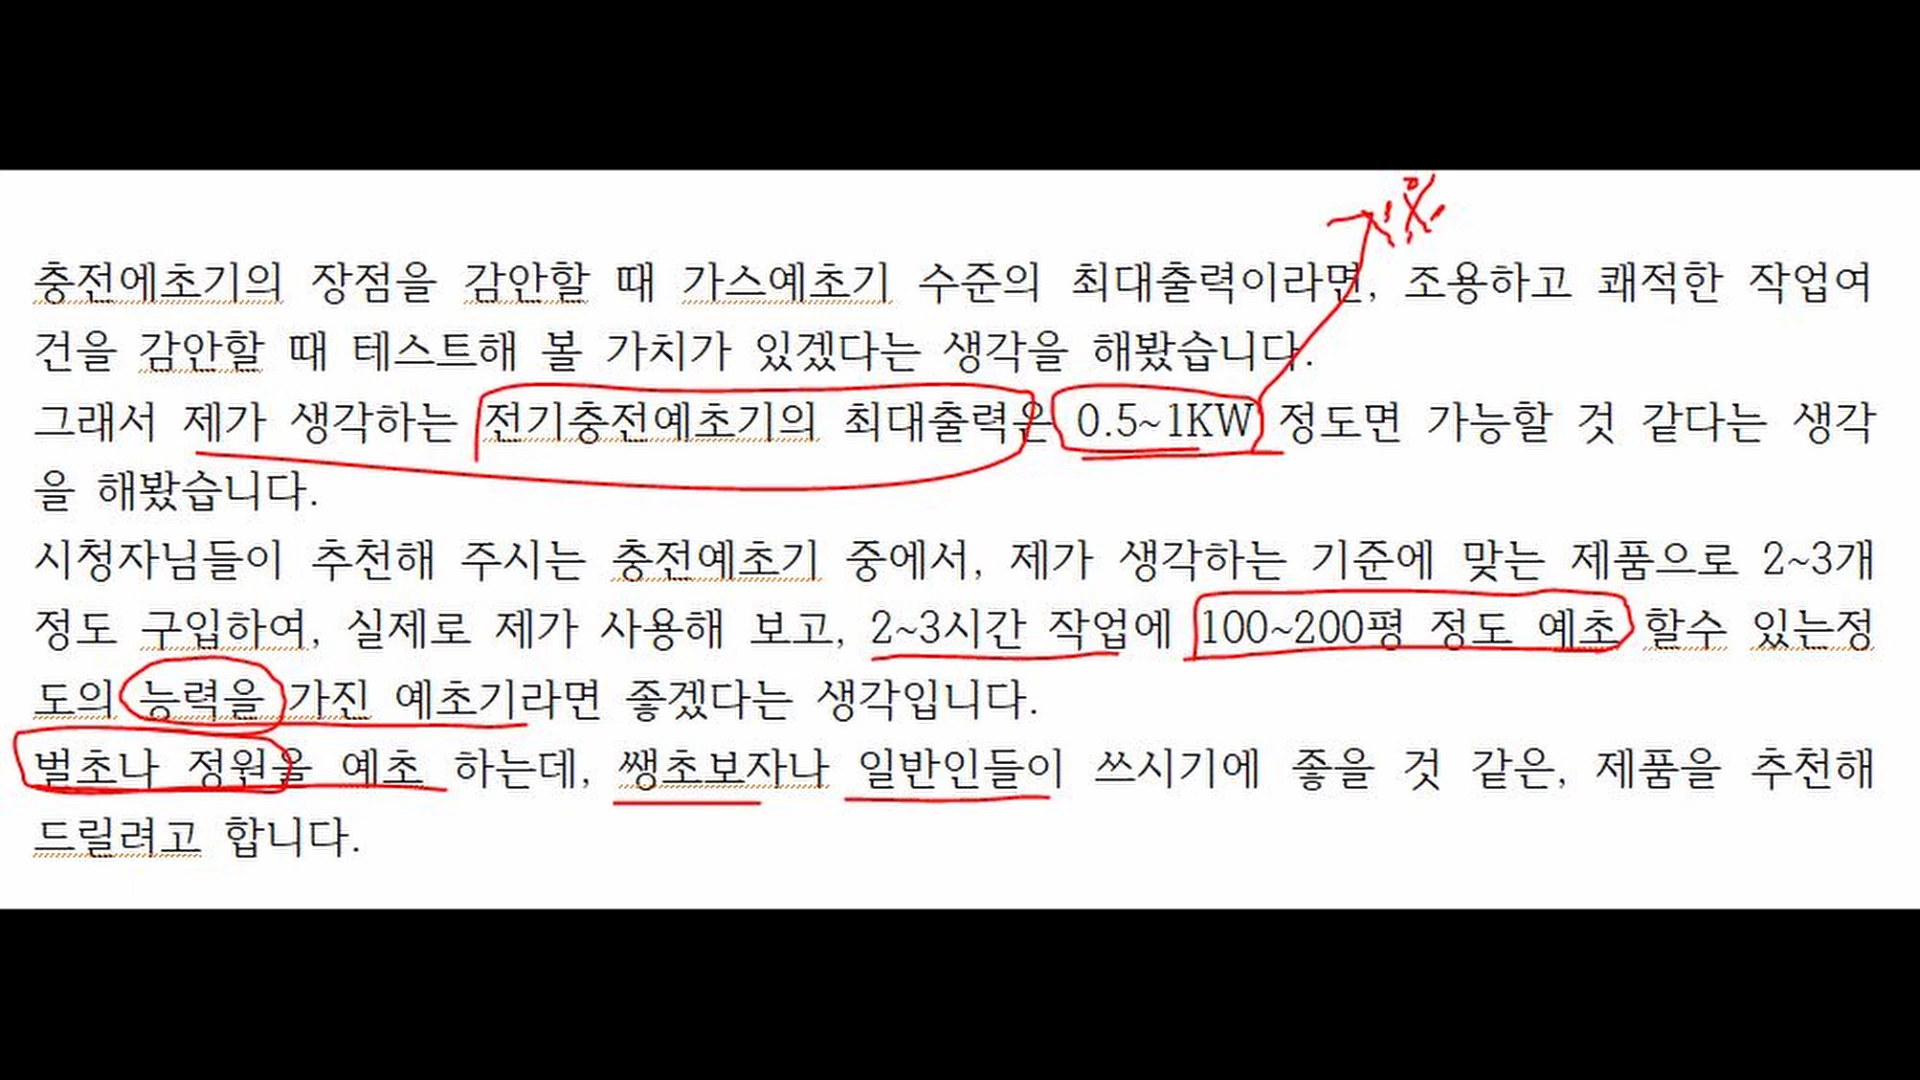 충전에초기의 장점을 감안할 때 가스예초기 수준의 최대출력이라면, 조용하고 쾌적한 작업여
건을 감안할 때 테스트해 볼 가치가 있겠다는 생각을 해봤습니다.
그래서 제가 생각하는 전기충전예초기의 최대출력은 0.5~1KW 정도면 가능할 것 같다는 생각
을 해봤습니다.
시청자님들이 추천해 주시는 충전예초기 중에서, 제가 생각하는 기준에 맞는 제품으로 2~3개
정도 구입하여, 실제로 제가 사용해 보고, 2~3시간 작업에 100~200평 정도 예초 할수 있는정
도의 능력을 가진 예초기라면 좋겠다는 생각입니다.
벌초나 정원을 예초 하는데, 쌩초보자나 일반인들이 쓰시기에 좋을 것 같은, 제품을 추천해
드릴려고 합니다.